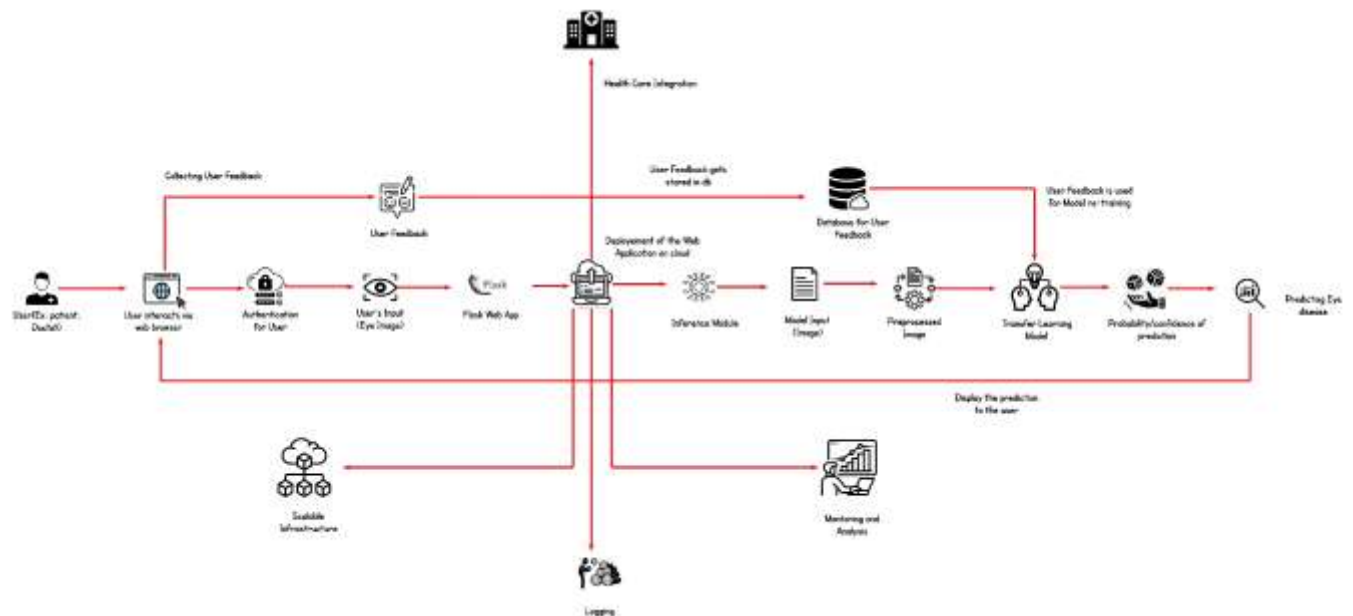 Health Care Integration
Collecting User Feedback
User Feedback gets
stored in db
User Feedback is used
for Model re-training
User Feedback
Database for User
Feedback
Deployement of the Web
Application on cloud
User(Ex: patient,
User interacts via
web browser
Authentication
for User
User's Input
(Eye Image)
Flask
Flask Web App
Inference Module
Model Input
(Image)
Preprocessed
Image
Transfer-Learning
Model
Probability/confidence of
prediction
Predicting Eye
disease
Display the prediction
to the user
Scalable
Infrastructure
Monitoring and
Analysis
Logging